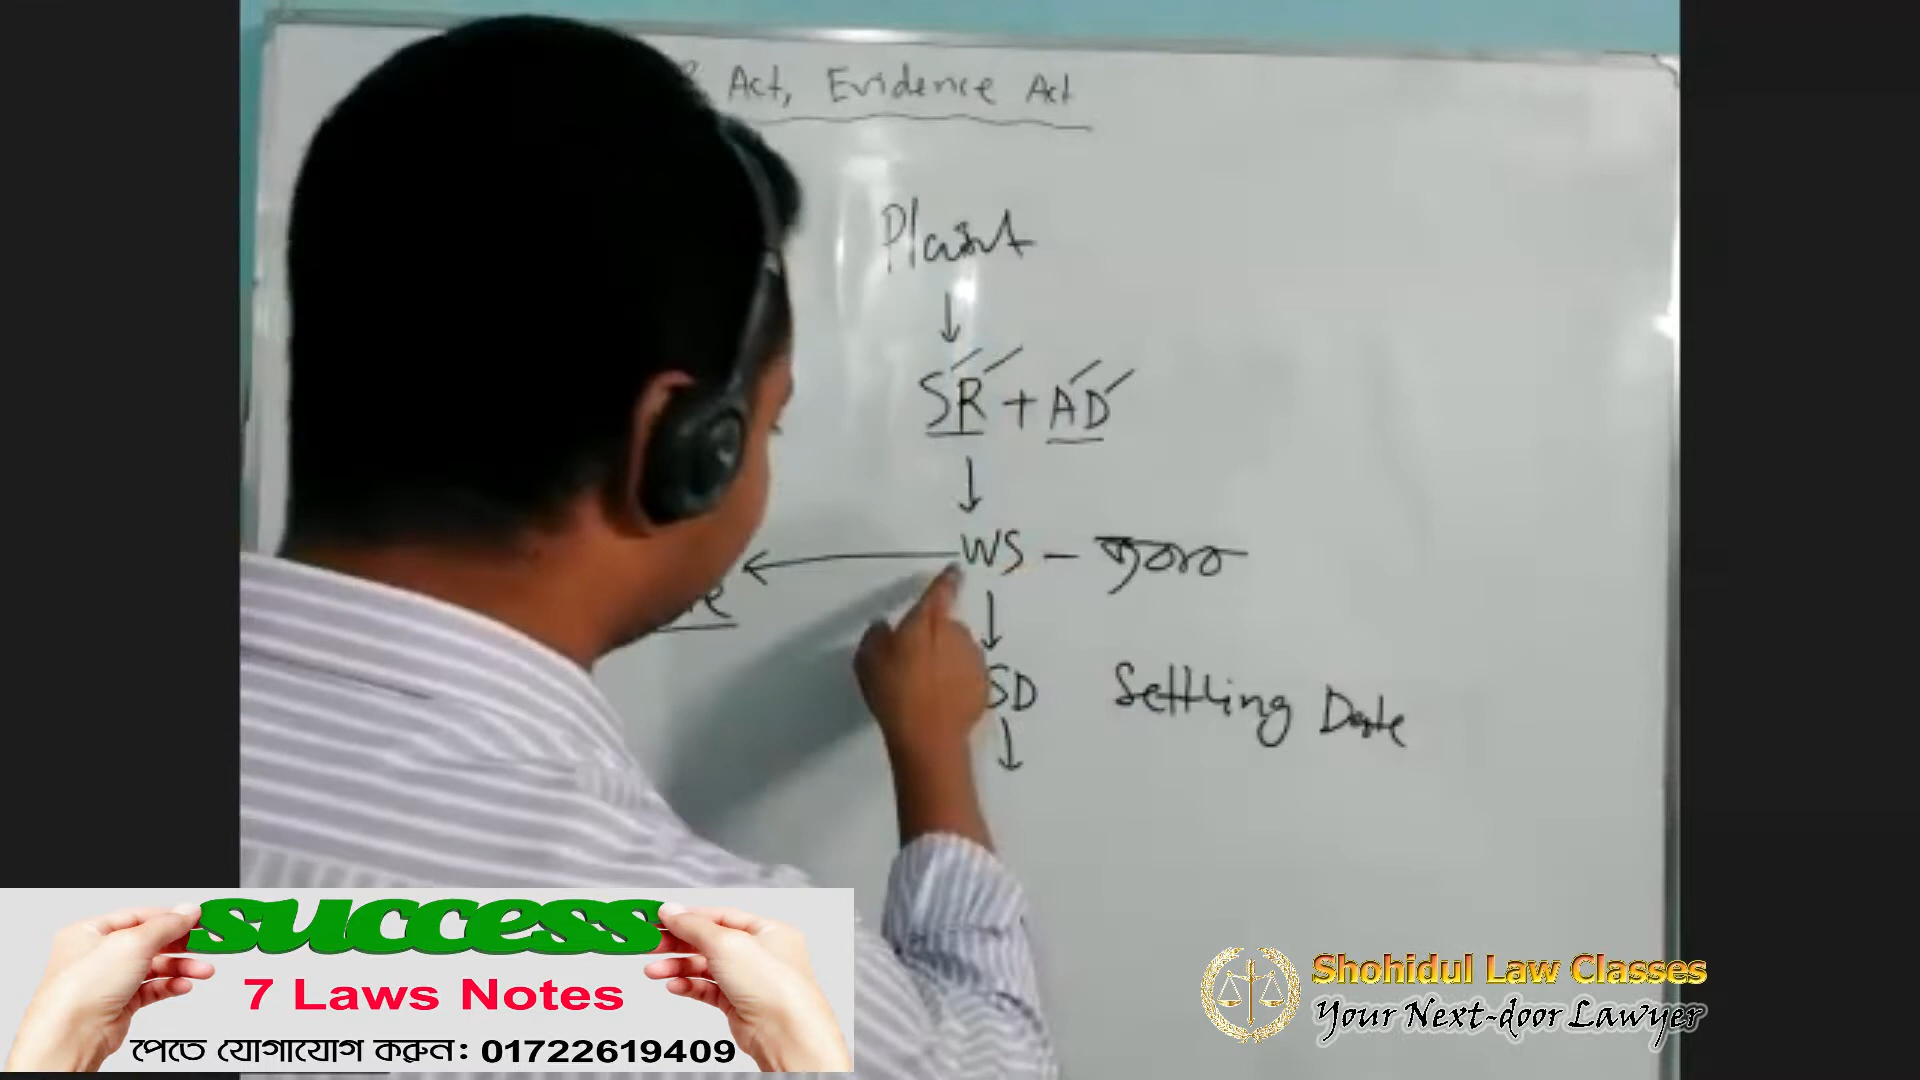 Act, Evidence Act
Plaint
↓
SR + AD
↓
← WS – জবাব
↓
SD Settling Date
↓
success
7 Laws Notes
পেতে যোগাযোগ করুন: 01722619409
Shohidul Law Classes
Your Next-door Lawyer